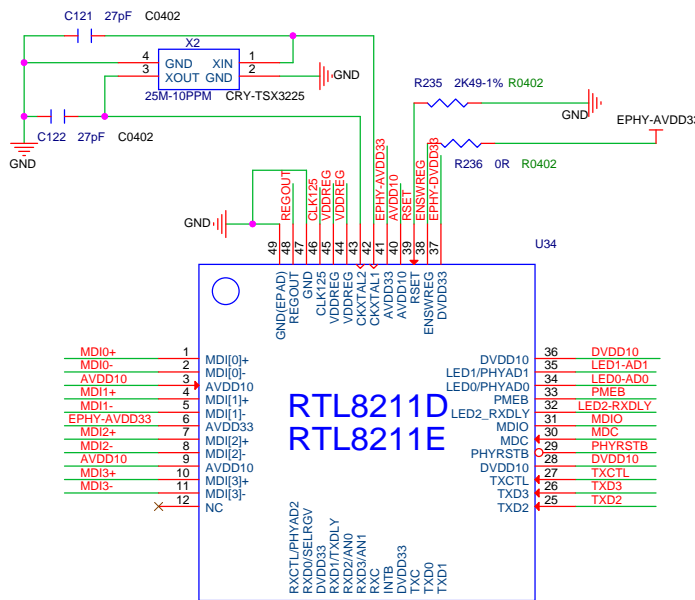 C121 27pF C0402
X2
4 GND XIN 1
3 XOUT GND 2
GND
25M-10PPM CRY-TSX3225
C122 27pF C0402
GND
R235 2K49-1% R0402
GND
EPHY-AVDD33
R236 0R R0402
GND
REGOUT
CLK125
VDDREG
VDDREG
EPHY-AVDD33
AVDD10
RSET
ENSWREG
EPHY-DVDD33
49 48 47 46 45 44 43 42 41 40 39 38 37
U34
GND(EPAD)
REGOUT
GND
CLK125
VDDREG
VDDREG
CKXTAL2
CKXTAL1
AVDD33
AVDD10
RSET
ENSWREG
DVDD33
MDI0+ 1 MDI[0]+
MDI0- 2 MDI[0]-
AVDD10 3 AVDD10
MDI1+ 4 MDI[1]+
MDI1- 5 MDI[1]-
EPHY-AVDD33 6 AVDD33
MDI2+ 7 MDI[2]+
MDI2- 8 MDI[2]-
AVDD10 9 AVDD10
MDI3+ 10 MDI[3]+
MDI3- 11 MDI[3]-
12 NC
RTL8211D
RTL8211E
DVDD10 36 DVDD10
LED1/PHYAD1 35 LED1-AD1
LED0/PHYAD0 34 LED0-AD0
PMEB 33 PMEB
LED2_RXDLY 32 LED2-RXDLY
MDIO 31 MDIO
MDC 30 MDC
PHYRSTB 29 PHYRSTB
DVDD10 28 DVDD10
TXCTL 27 TXCTL
TXD3 26 TXD3
TXD2 25 TXD2
RXCTL/PHYAD2
RXD0/SELRGV
DVDD33
RXD1/TXDLY
RXD2/AN0
RXD3/AN1
RXC
INTB
DVDD33
TXC
TXD0
TXD1